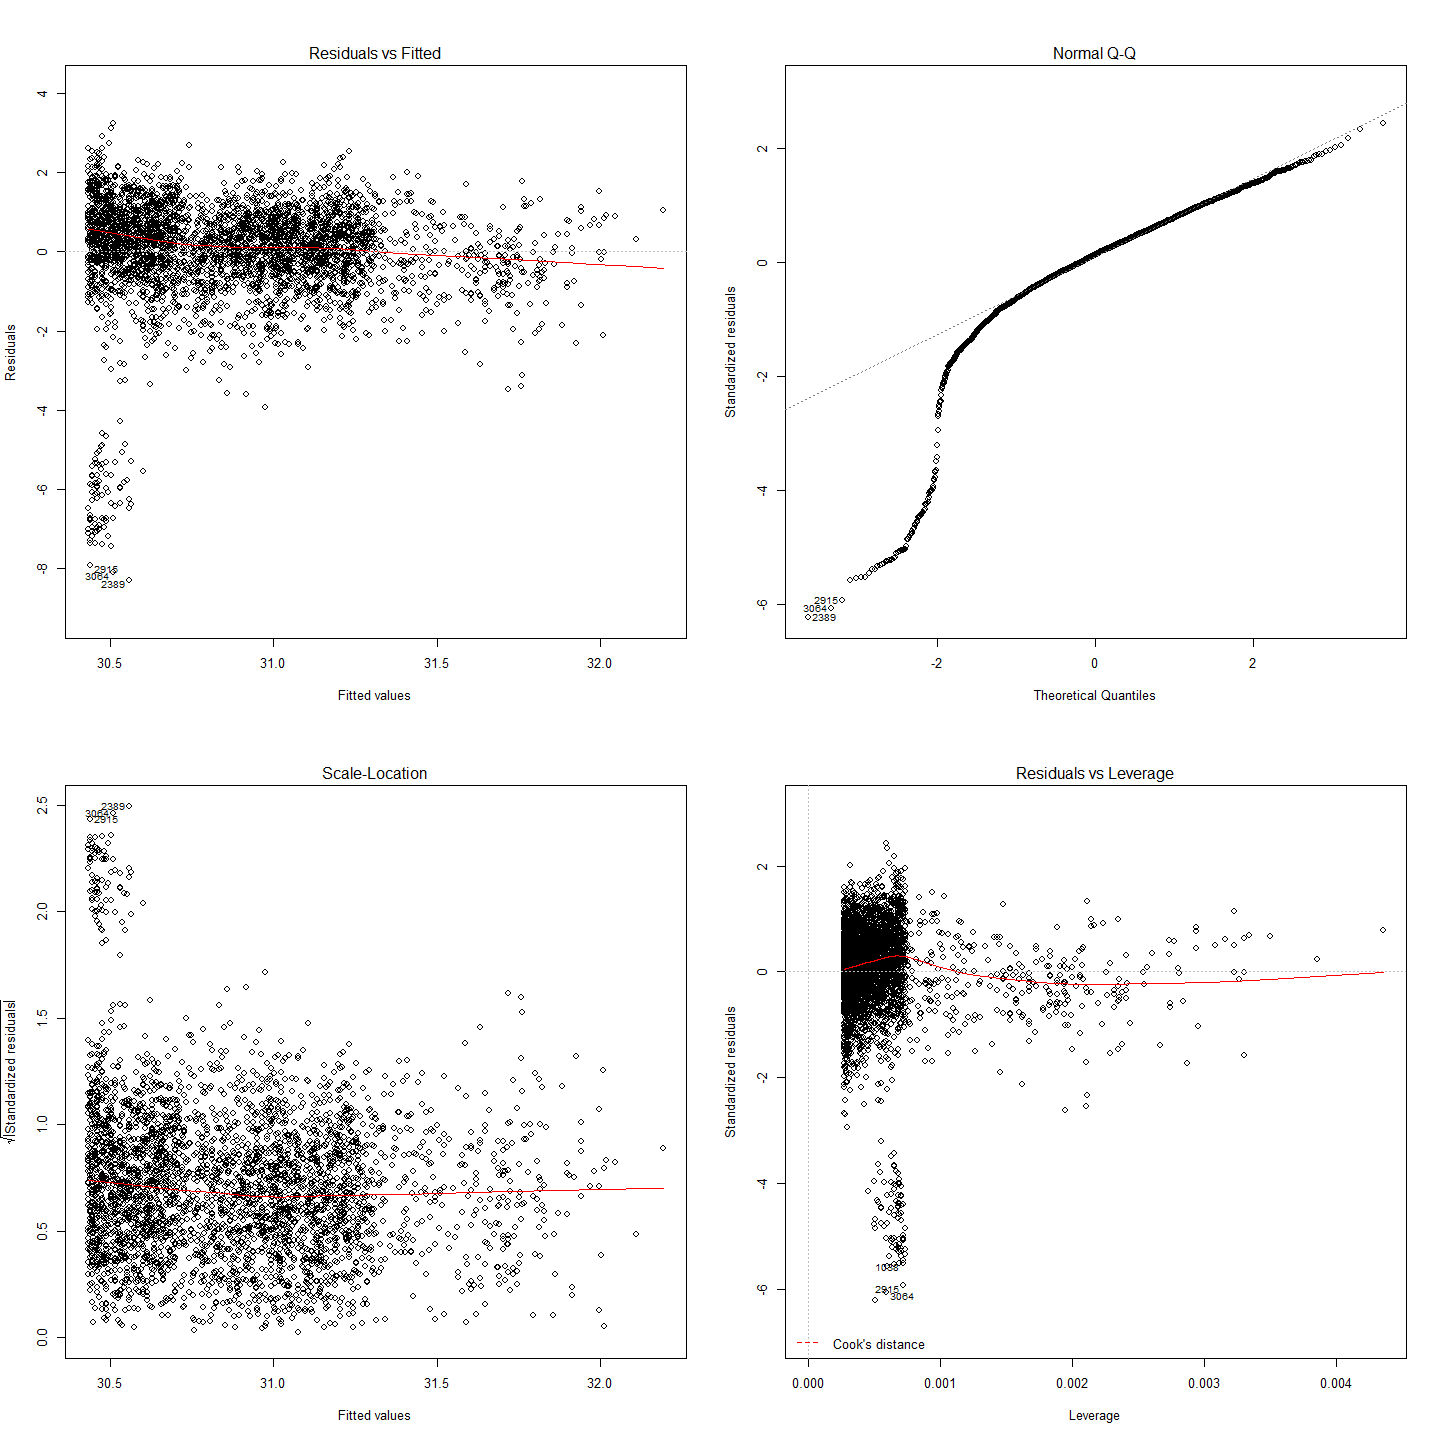 Residuals vs Fitted
Residuals
4
2
0
-2
-4
-6
-8
2915
3064
2389
30.5 31.0 31.5 32.0
Fitted values
Normal Q-Q
Standardized residuals
2
0
-2
-4
-6
2915
3064
2389
-2 0 2
Theoretical Quantiles
Scale-Location
√|Standardized residuals|
2.5
2.0
1.5
1.0
0.5
0.0
2389
3064
2915
30.5 31.0 31.5 32.0
Fitted values
Residuals vs Leverage
Standardized residuals
2
0
-2
-4
-6
2915
3064
Cook's distance
0.000 0.001 0.002 0.003 0.004
Leverage